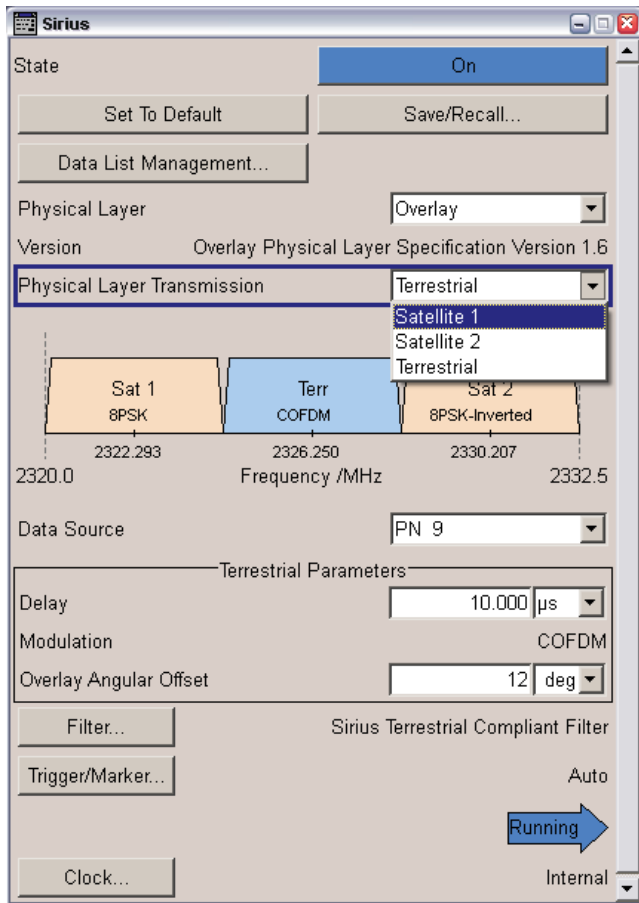 Sirius
State On
Set To Default Save/Recall...
Data List Management...
Physical Layer Overlay
Version Overlay Physical Layer Specification Version 1.6
Physical Layer Transmission Terrestrial
Satellite 1
Satellite 2
Terrestrial
Sat 1 Terr Sat 2
8PSK COFDM 8PSK-Inverted
2322.293 2326.250 2330.207
2320.0 Frequency /MHz 2332.5
Data Source PN 9
Terrestrial Parameters
Delay 10.000 µs
Modulation COFDM
Overlay Angular Offset 12 deg
Filter... Sirius Terrestrial Compliant Filter
Trigger/Marker... Auto
Running
Clock... Internal